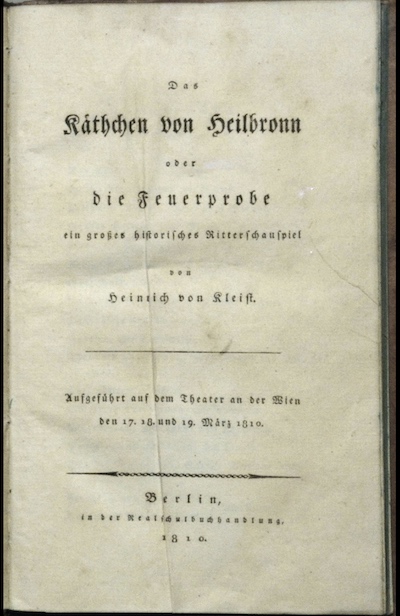 Das
Käthchen von Heilbronn
oder
die Feuerprobe
ein großes historisches Ritterschauspiel
von
Heinrich von Kleist.
Aufgeführt auf dem Theater an der Wien
den 17. 18. und 19. März 1810.
Berlin,
in der Realschulbuchhandlung.
1810.